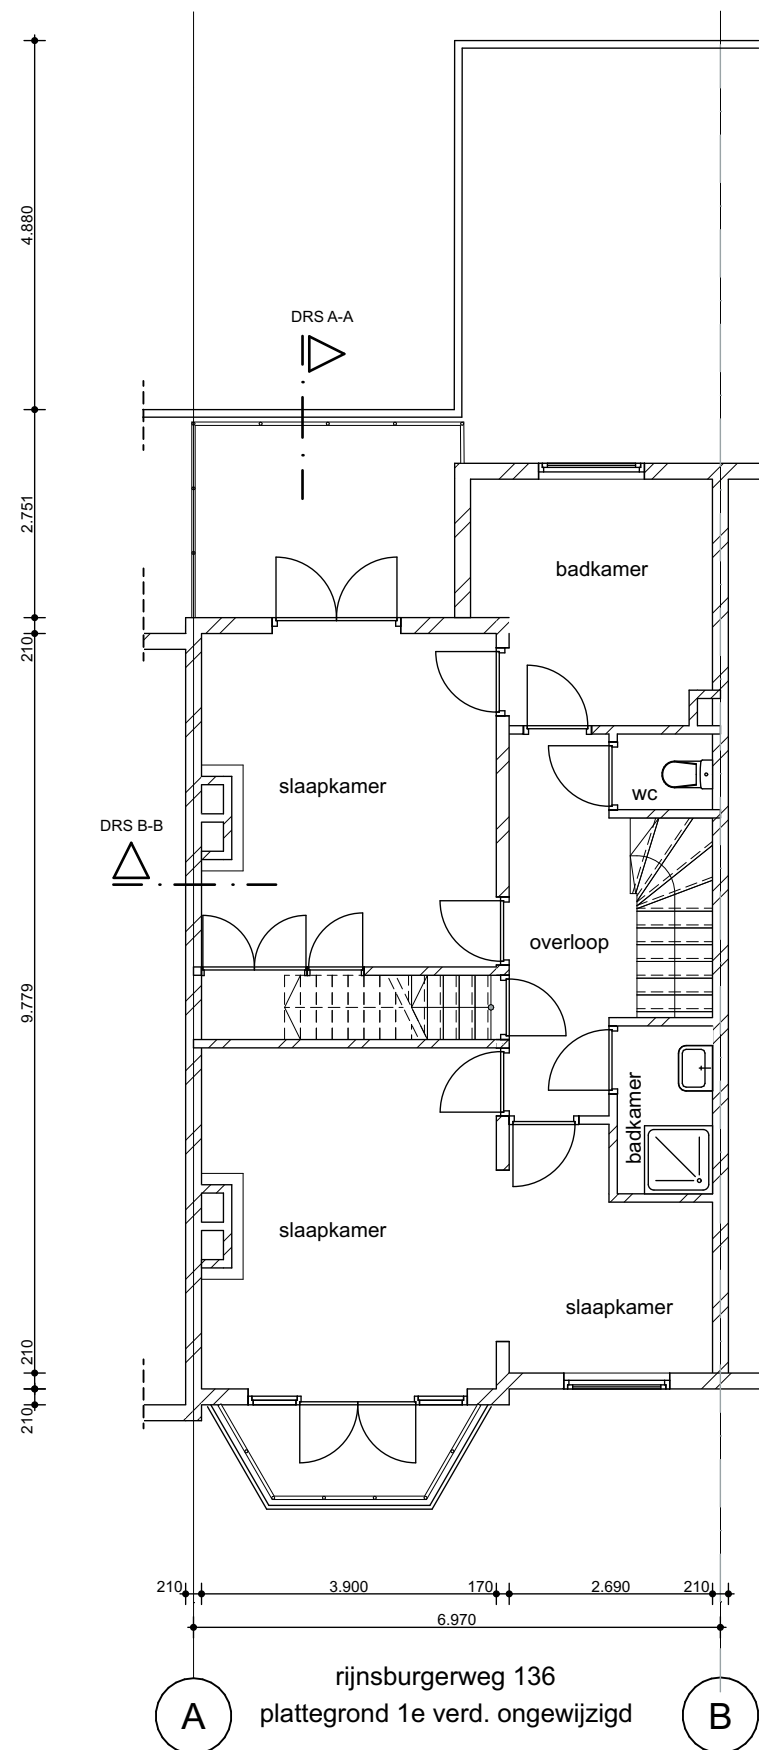 4.880
DRS A-A
2.751
badkamer
210
slaapkamer
wc
DRS B-B
overloop
9.779
badkamer
slaapkamer
slaapkamer
210
210
210
3.900
170
2.690
210
6.970
rijnsburgerweg 136
A
plattegrond 1e verd. ongewijzigd
B